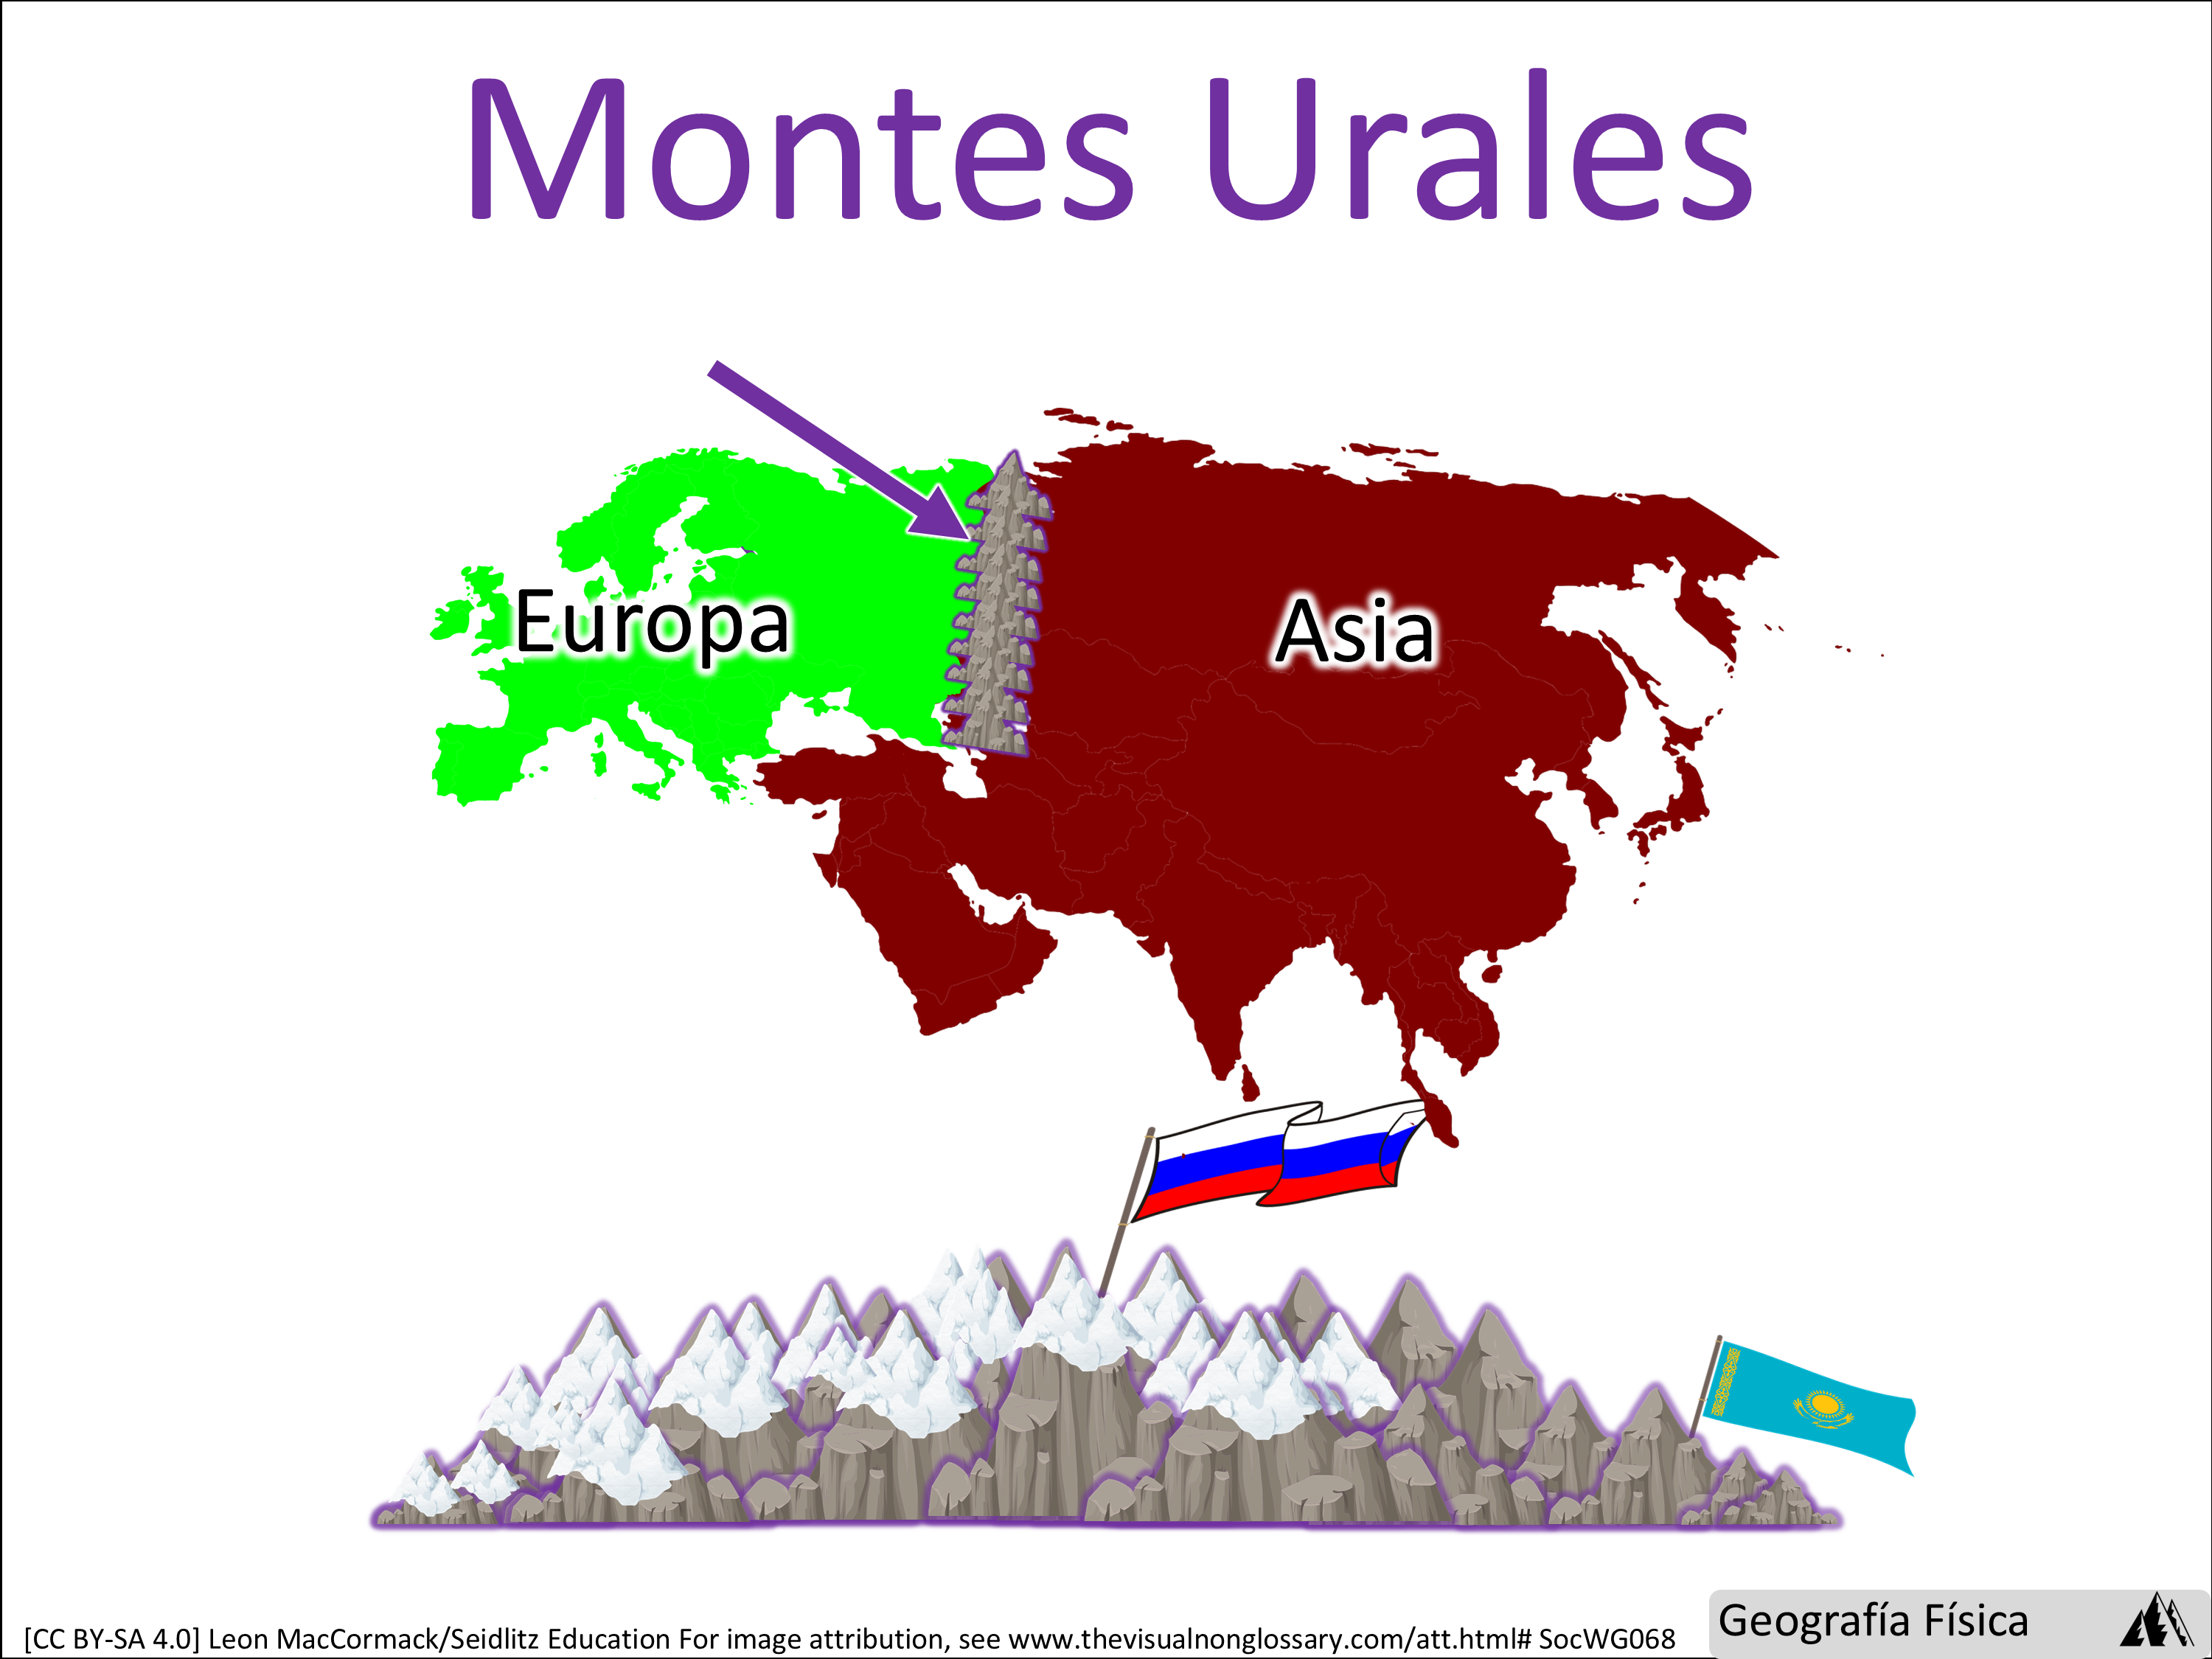 Montes Urales
Europa
Asia
[CC BY-SA 4.0] Leon MacCormack/Seidlitz Education For image attribution, see www.thevisualnonglossary.com/att.html# SocWG068
Geografía Física